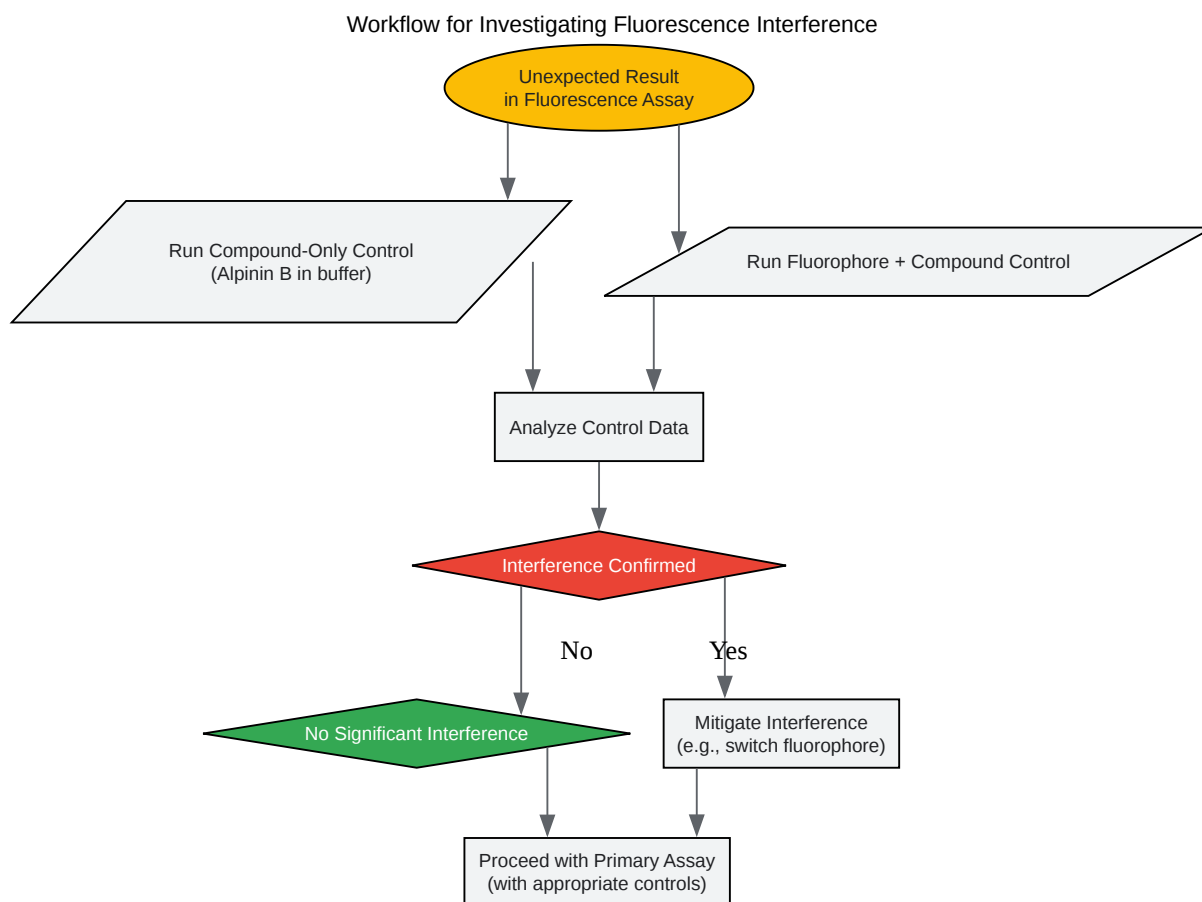 Workflow for Investigating Fluorescence Interference
Unexpected Result
in Fluorescence Assay
Run Compound-Only Control
(Alpinin B in buffer)
Run Fluorophore + Compound Control
Analyze Control Data
Interference Confirmed
No
Yes
No Significant Interference
Mitigate Interference
(e.g., switch fluorophore)
Proceed with Primary Assay
(with appropriate controls)